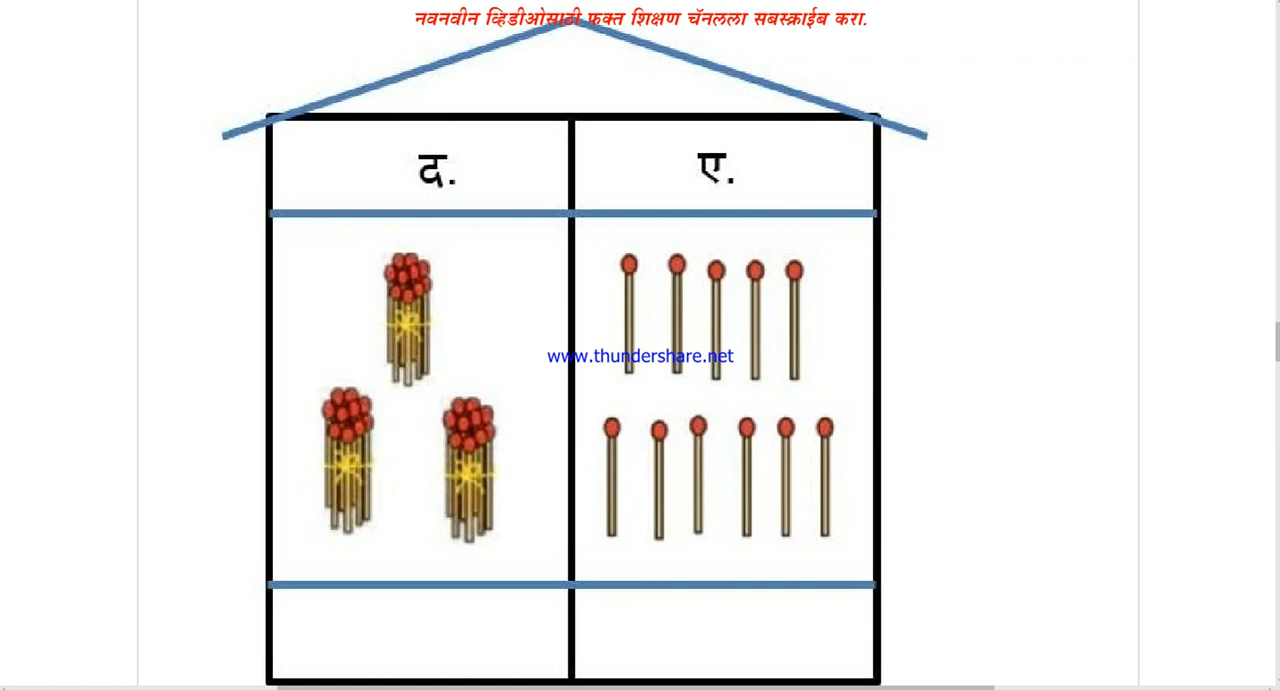 नवनवीन व्हिडीओसाठी फक्त शिक्षण चॅनलला सबस्क्राईब करा.
द. ए.
www.thundershare.net